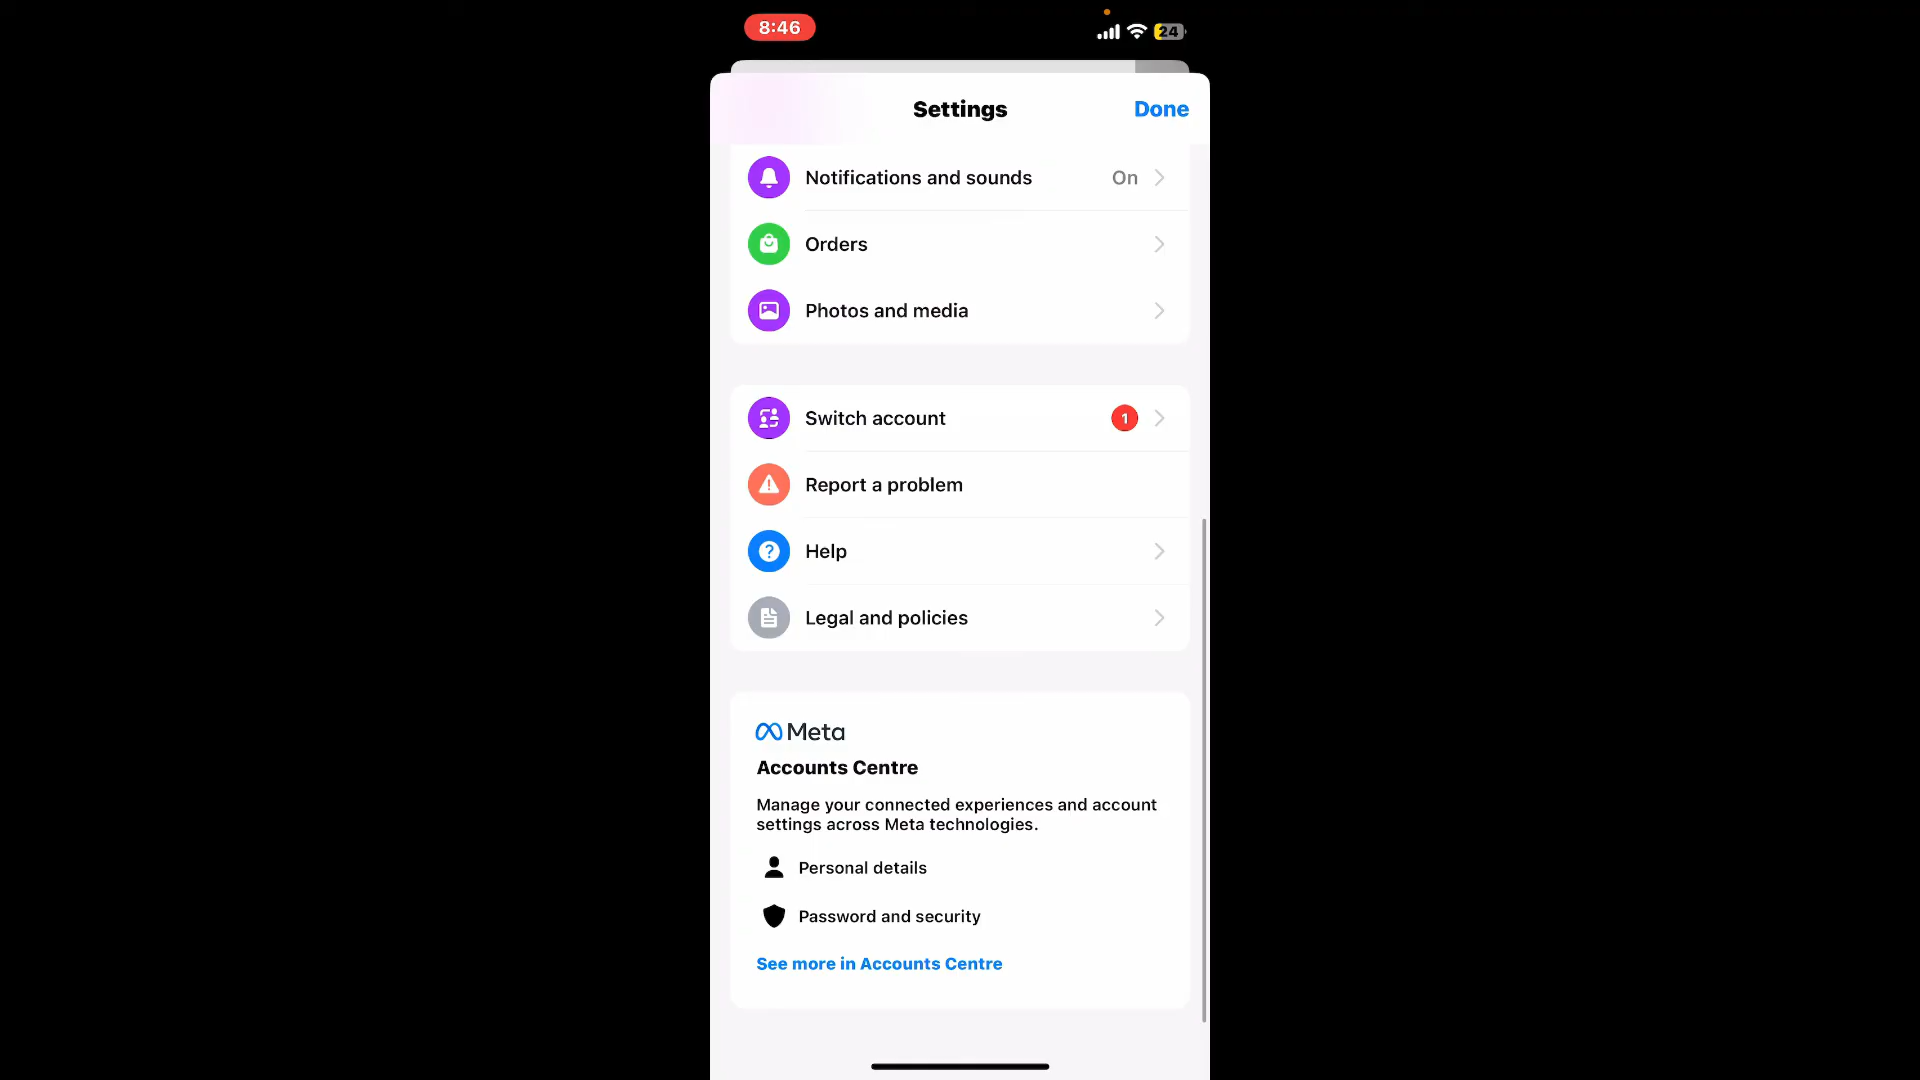 8:46
24
Settings
Done
Notifications and sounds
On
Orders
Photos and media
Switch account
1
Report a problem
Help
Legal and policies
Meta
Accounts Centre
Manage your connected experiences and account
settings across Meta technologies.
Personal details
Password and security
See more in Accounts Centre